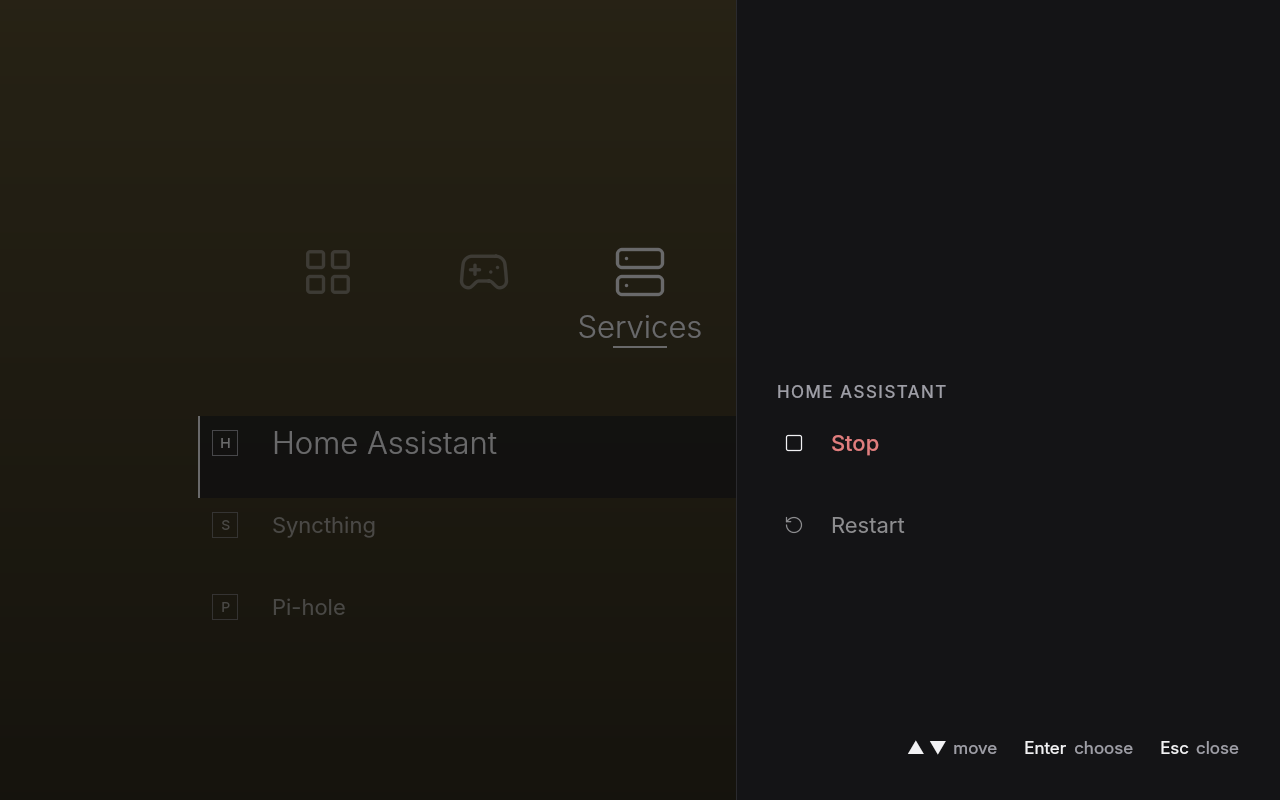 Services
H Home Assistant
S Syncthing
P Pi-hole
HOME ASSISTANT
Stop
Restart
▲▼ move Enter choose Esc close